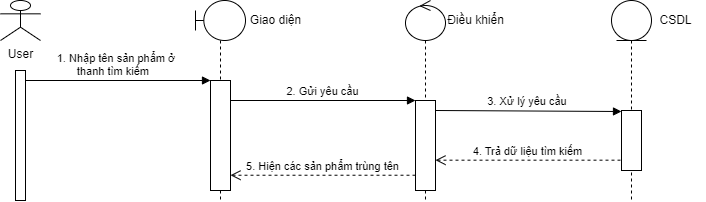 User
Giao diện
Điều khiển
CSDL
1. Nhập tên sản phẩm ở
thanh tìm kiếm
2. Gửi yêu cầu
3. Xử lý yêu cầu
4. Trả dữ liệu tìm kiếm
5. Hiện các sản phẩm trùng tên